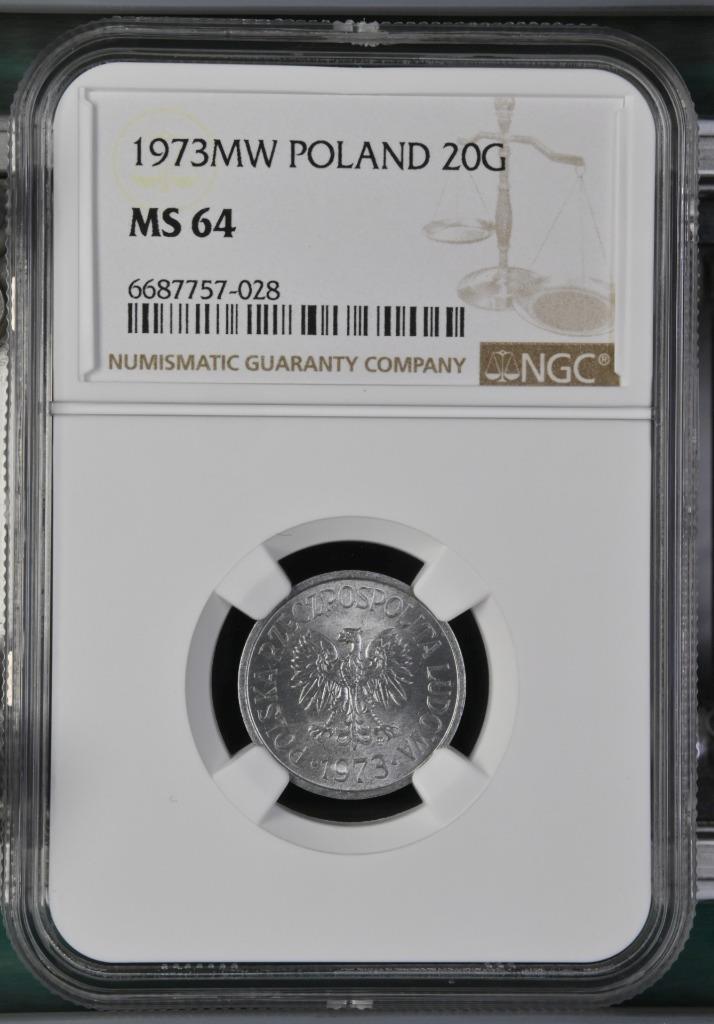 1973MW POLAND 20G
MS 64
6687757-028
NUMISMATIC GUARANTY COMPANY NGC®
POLSKA RZECZPOSPOLITA LUDOWA
· 1973 ·